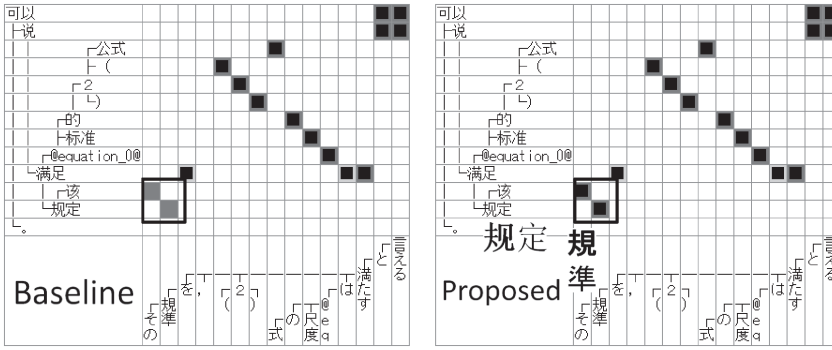 可以
├说
┌公式
├（
┌2
│└）
┌的
├标准
┌@equation_0@
└满足
│┌该
└规定
└。
Baseline
┌その
┌規準
┌を
┬，
┌（
┌2
┬）
┌式
┌の
┬尺度
┌@eq
┬は
┌満たす
┌と
言える
可以
├说
┌公式
├（
┌2
│└）
┌的
├标准
┌@equation_0@
└满足
│┌该
└规定
└。
规定
規準
Proposed
┌その
┌規準
┌を
┬，
┌（
┌2
┬）
┌式
┌の
┬尺度
┌@eq
┬は
┌満たす
┌と
言える